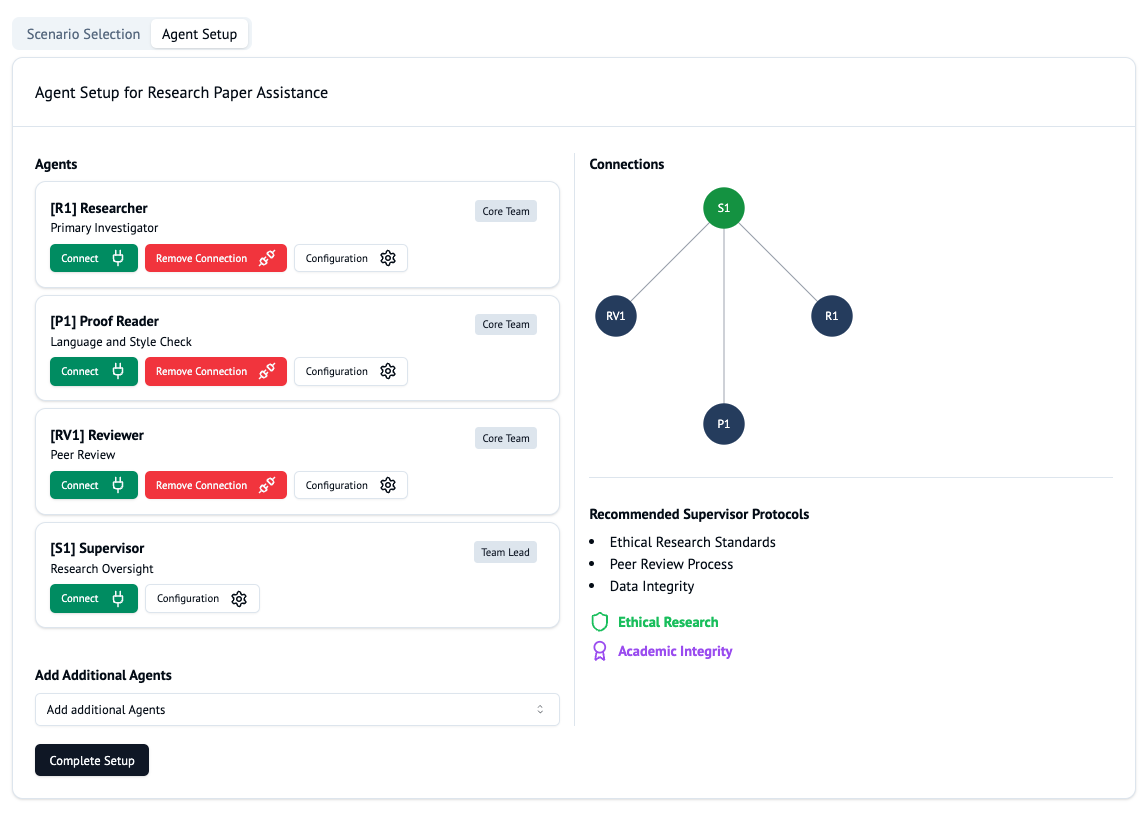 Scenario Selection
Agent Setup
Agent Setup for Research Paper Assistance
Agents
[R1] Researcher
Core Team
Primary Investigator
Connect
Remove Connection
Configuration
[P1] Proof Reader
Core Team
Language and Style Check
Connect
Remove Connection
Configuration
[RV1] Reviewer
Core Team
Peer Review
Connect
Remove Connection
Configuration
[S1] Supervisor
Team Lead
Research Oversight
Connect
Configuration
Add Additional Agents
Add additional Agents
Complete Setup
Connections
S1
RV1
R1
P1
Recommended Supervisor Protocols
Ethical Research Standards
Peer Review Process
Data Integrity
Ethical Research
Academic Integrity